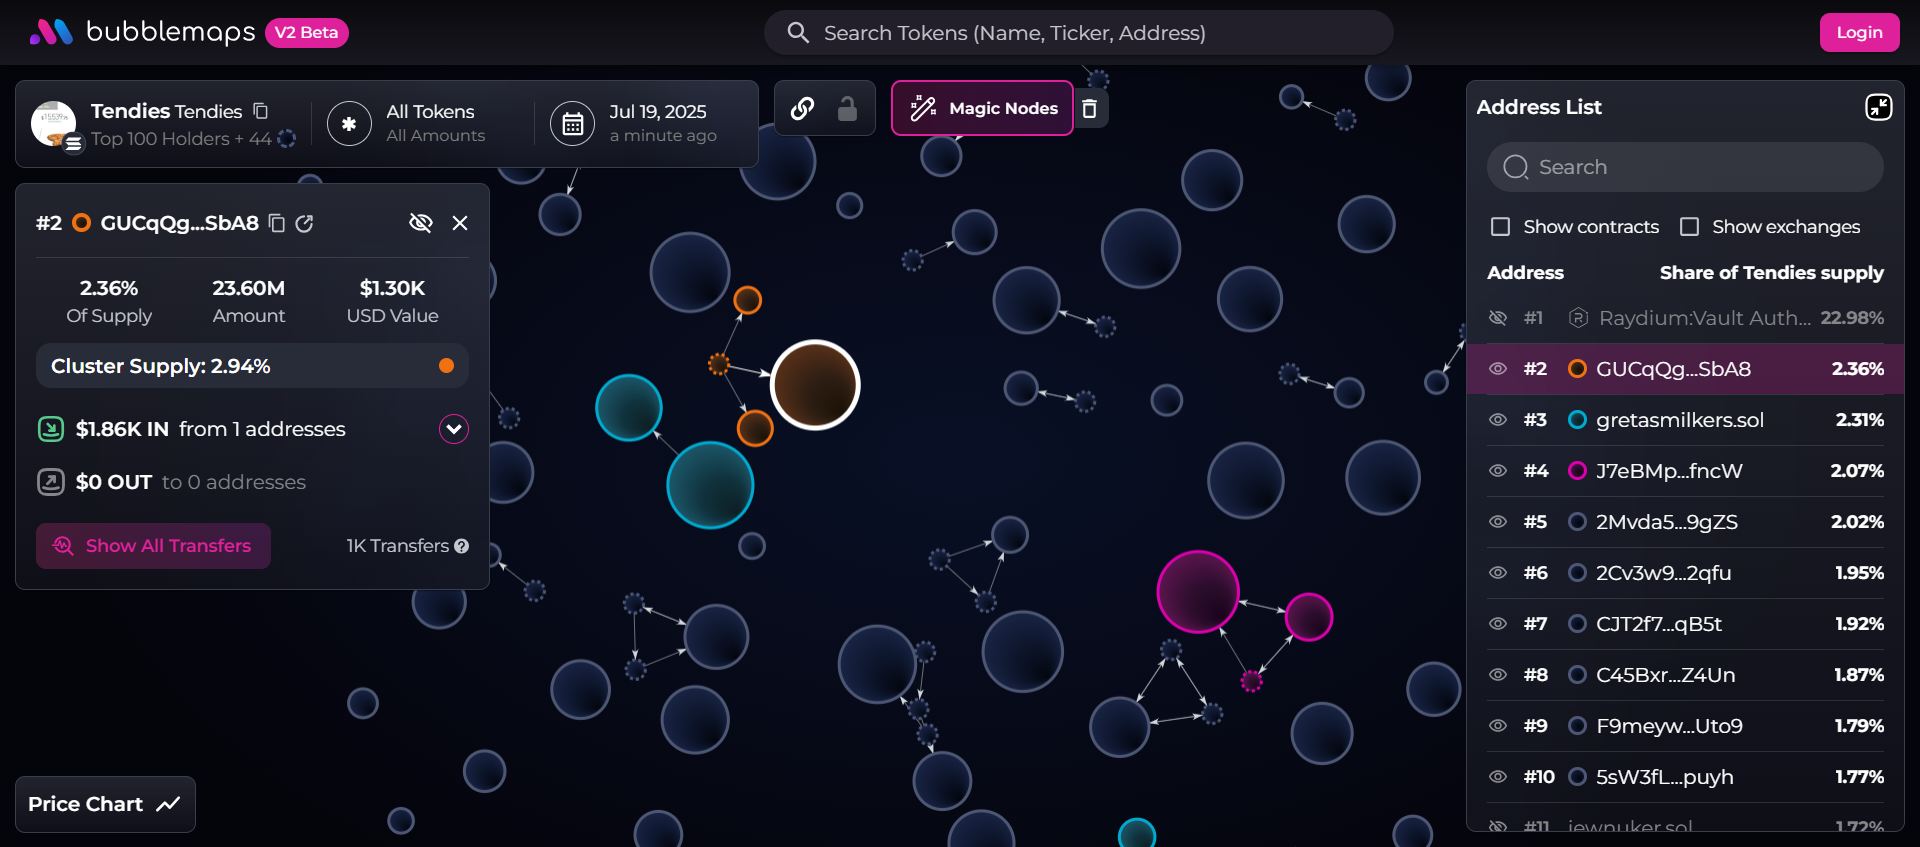 bubblemaps V2 Beta
Search Tokens (Name, Ticker, Address)
Login
Tendies Tendies
Top 100 Holders + 44
All Tokens
All Amounts
Jul 19, 2025
a minute ago
Magic Nodes
#2 GUCqQg...SbA8
2.36% 23.60M $1.30K
Of Supply Amount USD Value
Cluster Supply: 2.94%
$1.86K IN from 1 addresses
$0 OUT to 0 addresses
Show All Transfers 1K Transfers ?
Price Chart
Address List
Search
Show contracts Show exchanges
Address Share of Tendies supply
#1 Raydium:Vault Auth... 22.98%
#2 GUCqQg...SbA8 2.36%
#3 gretasmilkers.sol 2.31%
#4 J7eBMp...fncW 2.07%
#5 2Mvda5...9gZS 2.02%
#6 2Cv3w9...2qfu 1.95%
#7 CJT2f7...qB5t 1.92%
#8 C45Bxr...Z4Un 1.87%
#9 F9meyw...Uto9 1.79%
#10 5sW3fL...puyh 1.77%
#11 jewnuker.sol 1.72%